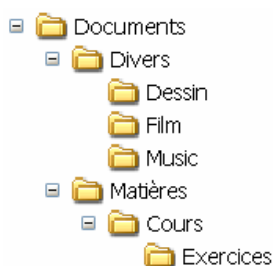 Documents
Divers
Dessin
Film
Music
Matières
Cours
Exercices